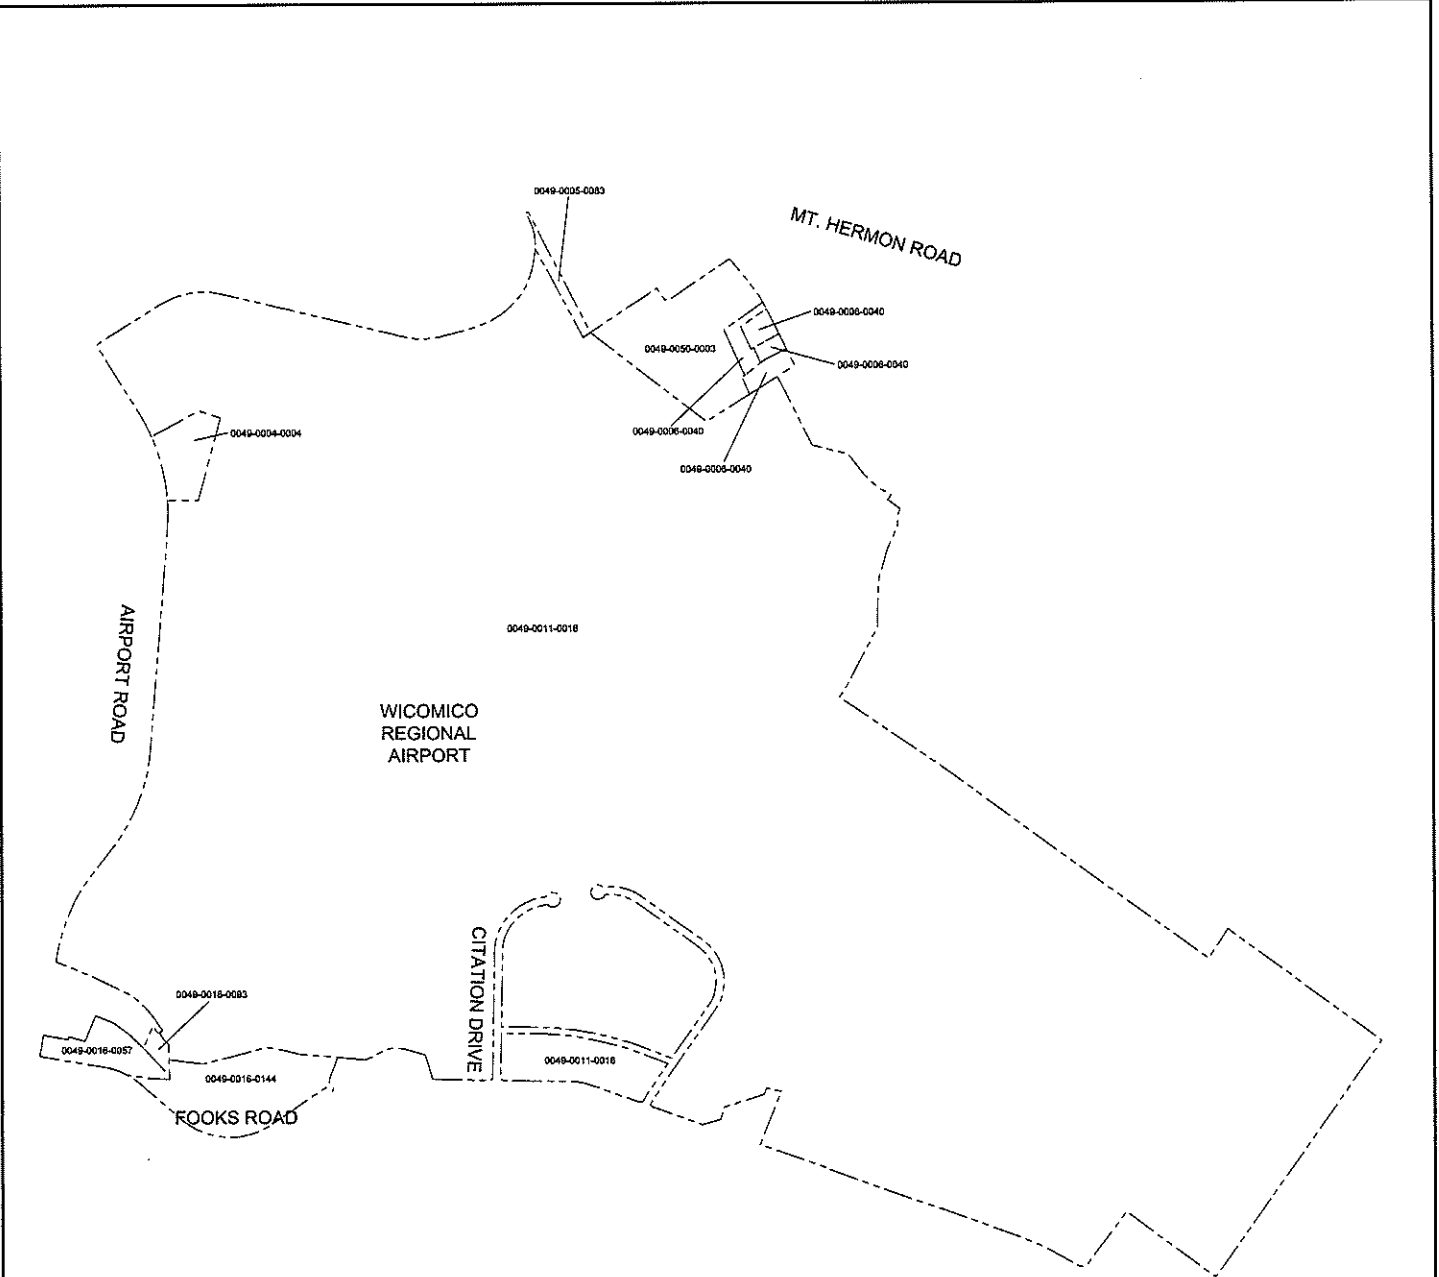 0049-0005-0083
MT. HERMON ROAD
0049-0006-0040
0049-0050-0003
0049-0006-0040
0049-0006-0040
0049-0004-0004
0049-0006-0040
AIRPORT ROAD
0049-0011-0016
WICOMICO
REGIONAL
AIRPORT
CITATION DRIVE
0049-0016-0083
0049-0016-0057
0049-0011-0016
0049-0016-0144
FOOKS ROAD